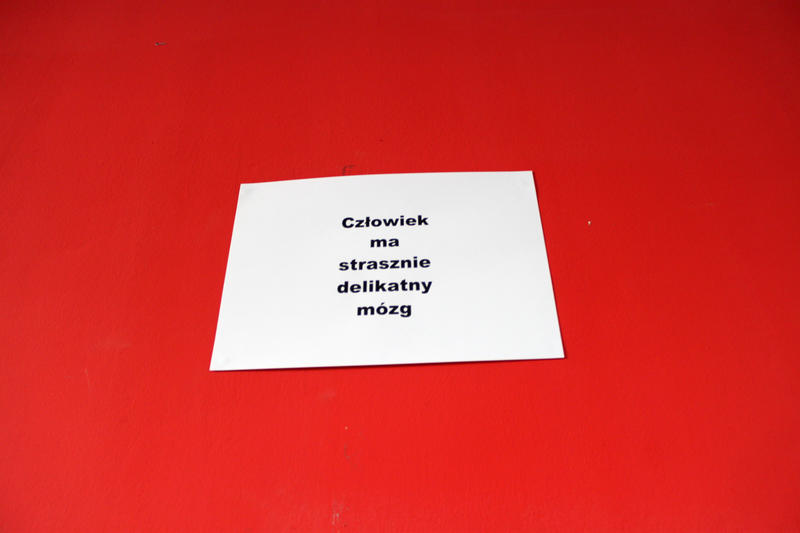 Człowiek
ma
strasznie
delikatny
mózg